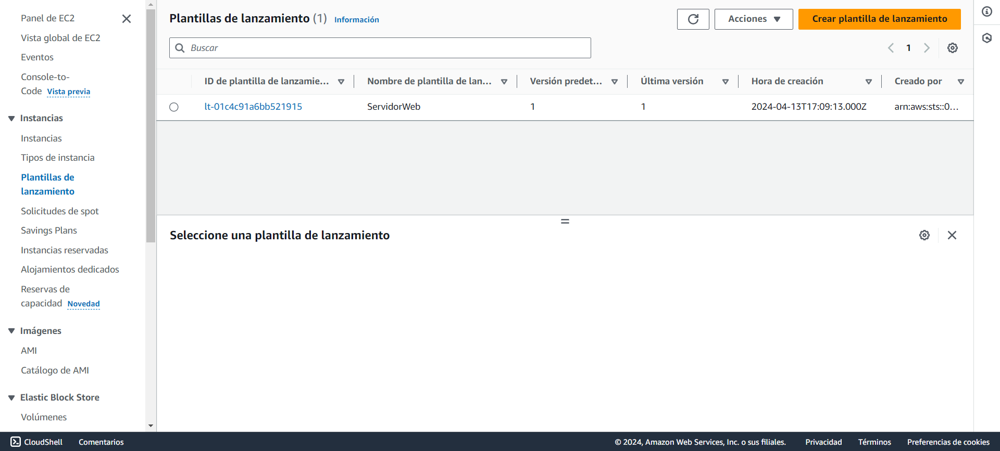 Panel de EC2
Vista global de EC2
Eventos
Console-to-
Code Vista previa
Instancias
Instancias
Tipos de instancia
Plantillas de
lanzamiento
Solicitudes de spot
Savings Plans
Instancias reservadas
Alojamientos dedicados
Reservas de
capacidad Novedad
Imágenes
AMI
Catálogo de AMI
Elastic Block Store
Volúmenes
Plantillas de lanzamiento (1) Información
Acciones
Crear plantilla de lanzamiento
Buscar
1
ID de plantilla de lanzamie... Nombre de plantilla de lan... Versión predet... Última versión Hora de creación Creado por
lt-01c4c91a6bb521915 ServidorWeb 1 1 2024-04-13T17:09:13.000Z arn:aws:sts::0...
Seleccione una plantilla de lanzamiento
CloudShell Comentarios © 2024, Amazon Web Services, Inc. o sus filiales. Privacidad Términos Preferencias de cookies